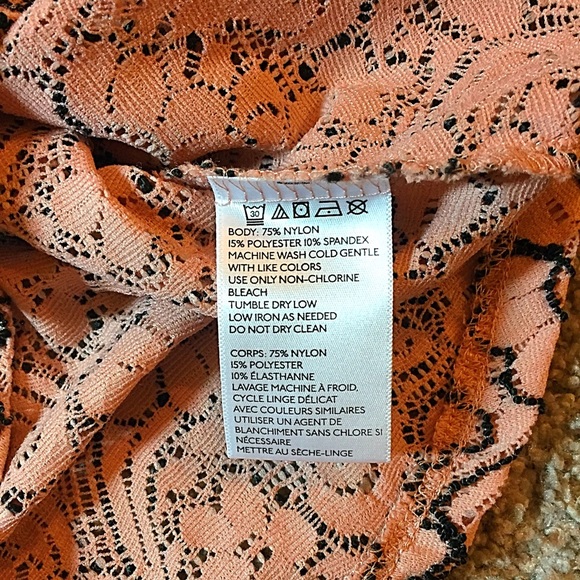 30
BODY: 75% NYLON
15% POLYESTER 10% SPANDEX
MACHINE WASH COLD GENTLE
WITH LIKE COLORS
USE ONLY NON-CHLORINE
BLEACH
TUMBLE DRY LOW
LOW IRON AS NEEDED
DO NOT DRY CLEAN
CORPS: 75% NYLON
15% POLYESTER
10% ÉLASTHANNE
LAVAGE MACHINE À FROID,
CYCLE LINGE DÉLICAT
AVEC COULEURS SIMILAIRES
UTILISER UN AGENT DE
BLANCHIMENT SANS CHLORE SI
NÉCESSAIRE
METTRE AU SÈCHE-LINGE